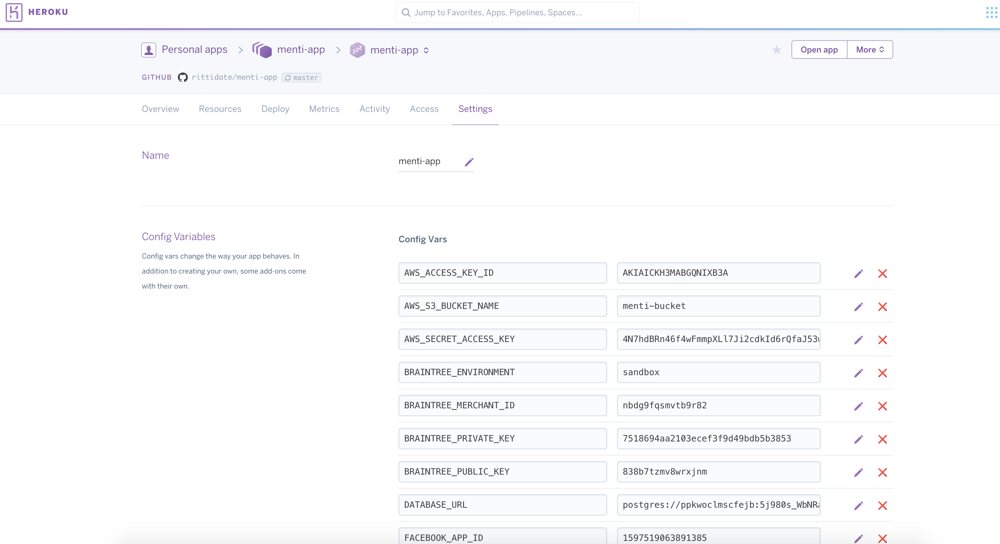 HEROKU
Jump to Favorites, Apps, Pipelines, Spaces...
Personal apps > menti-app > menti-app
Open app
More
GITHUB rittidate/menti-app master
Overview Resources Deploy Metrics Activity Access Settings
Name
menti-app
Config Variables
Config vars change the way your app behaves. In
addition to creating your own, some add-ons come
with their own.
Config Vars
AWS_ACCESS_KEY_ID AKIAICKH3MABGQNIXB3A
AWS_S3_BUCKET_NAME menti-bucket
AWS_SECRET_ACCESS_KEY 4N7hdBRn46f4wFmmpXLl7Ji2cdkId6rQfaJ53
BRAINTREE_ENVIRONMENT sandbox
BRAINTREE_MERCHANT_ID nbdg9fqsmvtb9r82
BRAINTREE_PRIVATE_KEY 7518694aa2103ecef3f9d49bdb5b3853
BRAINTREE_PUBLIC_KEY 838b7tzmv8wrxjnm
DATABASE_URL postgres://ppkwoclmscfejb:5j980s_WbNR
FACEBOOK_APP_ID 1597519063891385